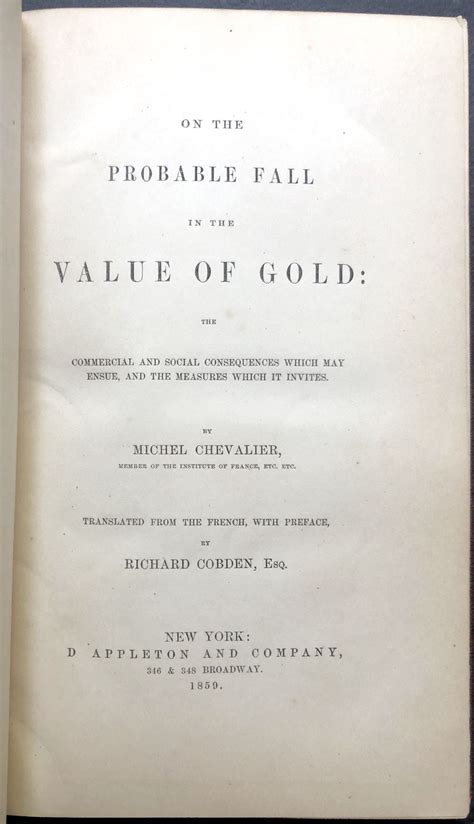 ON THE
PROBABLE FALL
IN THE
VALUE OF GOLD:
THE
COMMERCIAL AND SOCIAL CONSEQUENCES WHICH MAY
ENSUE, AND THE MEASURES WHICH IT INVITES.
BY
MICHEL CHEVALIER,
MEMBER OF THE INSTITUTE OF FRANCE, ETC. ETC.
TRANSLATED FROM THE FRENCH, WITH PREFACE,
BY
RICHARD COBDEN, ESQ.
NEW YORK:
D APPLETON AND COMPANY,
346 & 348 BROADWAY.
1859.